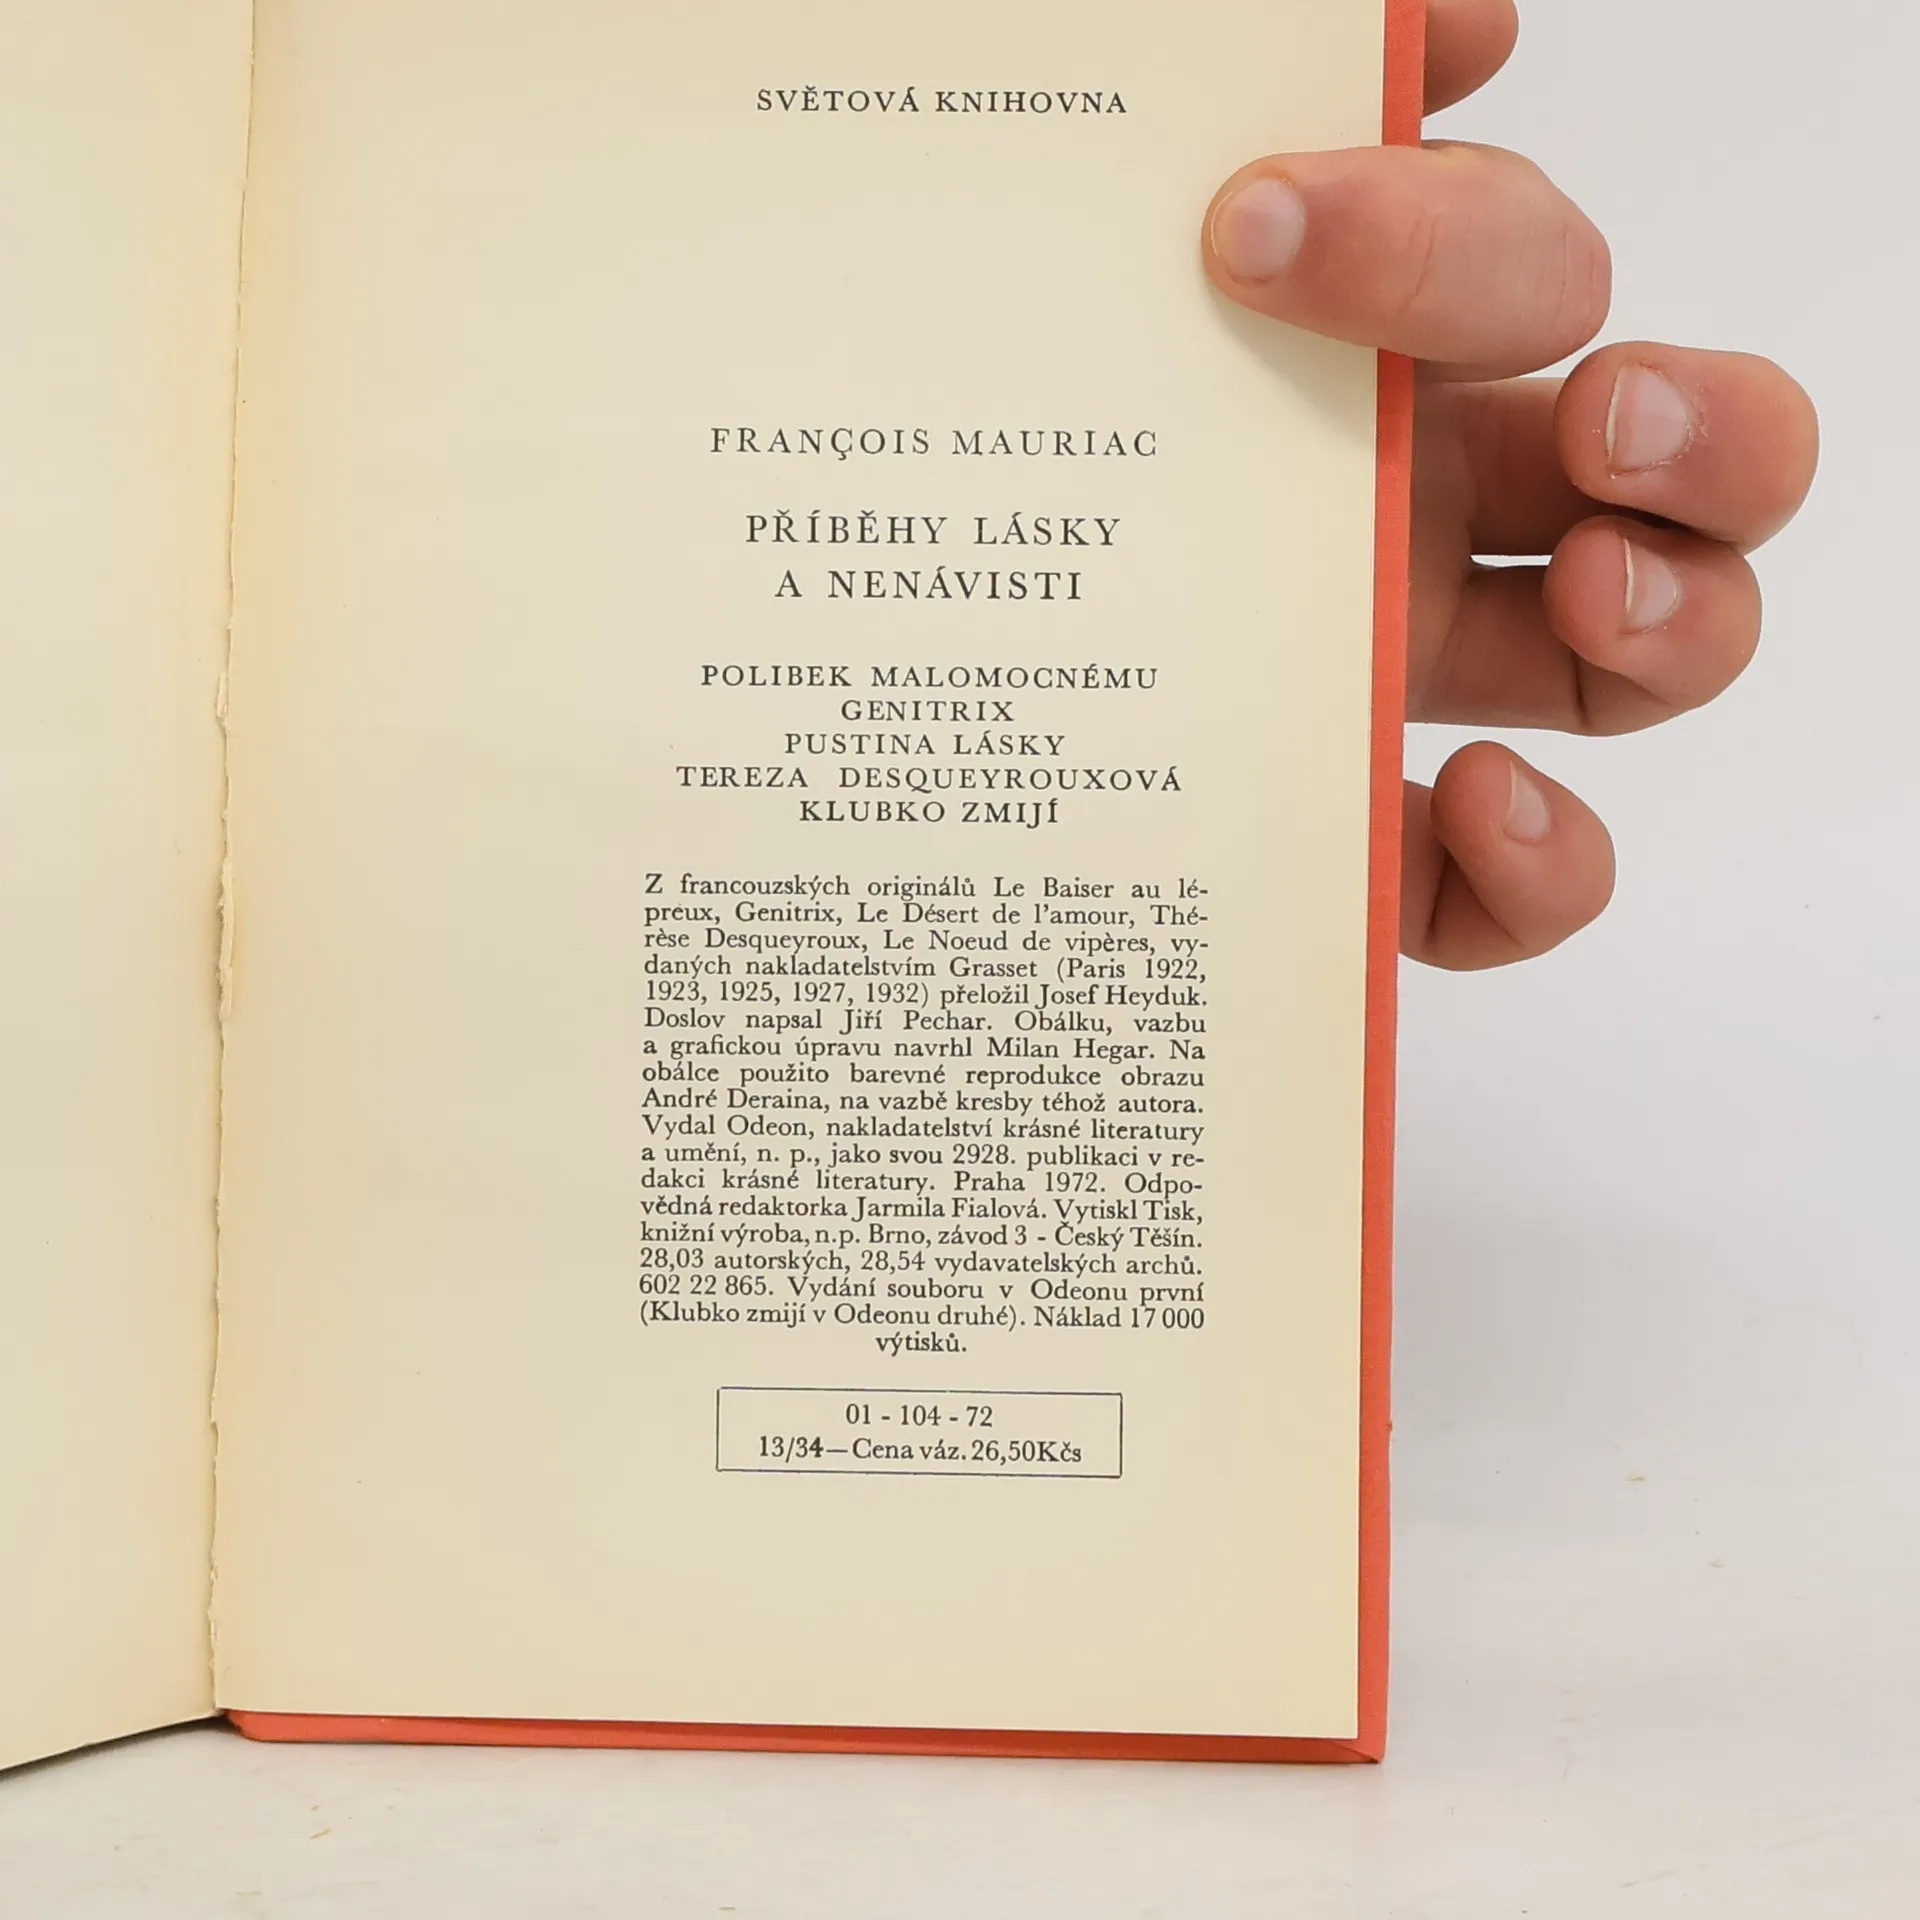 SVĚTOVÁ KNIHOVNA
FRANÇOIS MAURIAC
PŘÍBĚHY LÁSKY
A NENÁVISTI
POLIBEK MALOMOCNÉMU
GENITRIX
PUSTINA LÁSKY
TEREZA DESQUEYROUXOVÁ
KLUBKO ZMIJÍ
Z francouzských originálů Le Baiser au lé-
preux, Genitrix, Le Désert de l'amour, Thé-
rèse Desqueyroux, Le Noeud de vipères, vy-
daných nakladatelstvím Grasset (Paris 1922,
1923, 1925, 1927, 1932) přeložil Josef Heyduk.
Doslov napsal Jiří Pechar. Obálku, vazbu
a grafickou úpravu navrhl Milan Hegar. Na
obálce použito barevné reprodukce obrazu
André Deraina, na vazbě kresby téhož autora.
Vydal Odeon, nakladatelství krásné literatury
a umění, n. p., jako svou 2928. publikaci v re-
dakci krásné literatury. Praha 1972. Odpo-
vědná redaktorka Jarmila Fialová. Vytiskl Tisk,
knižní výroba, n.p. Brno, závod 3 - Český Těšín.
28,03 autorských, 28,54 vydavatelských archů.
602 22 865. Vydání souboru v Odeonu první
(Klubko zmijí v Odeonu druhé). Náklad 17 000
výtisků.
01 - 104 - 72
13/34—Cena váz. 26,50Kčs